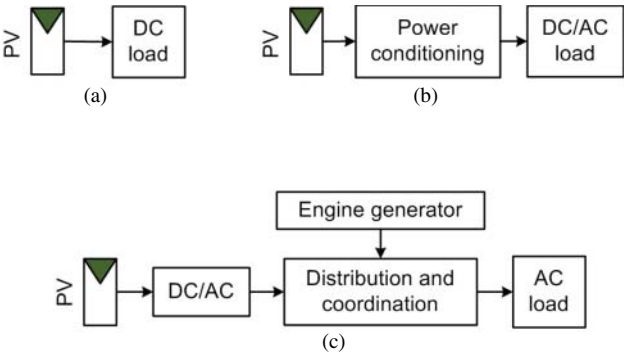 PV
DC
load
(a)
PV
Power
conditioning
DC/AC
load
(b)
Engine generator
PV
DC/AC
Distribution and
coordination
AC
load
(c)